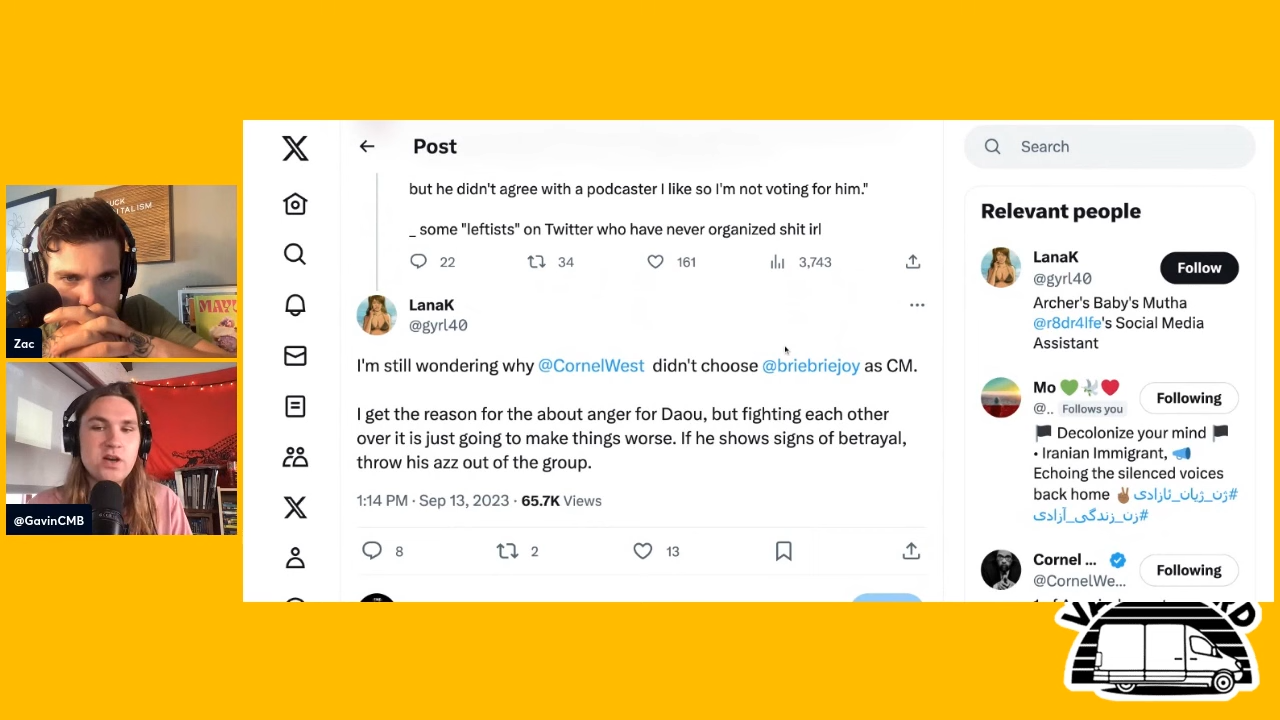 UCK
ITALISM
MAYO
Zac
@GavinCMB
Post
but he didn't agree with a podcaster I like so I'm not voting for him."
_ some "leftists" on Twitter who have never organized shit irl
22 34 161 3,743
LanaK
@gyrl40
I'm still wondering why @CornelWest didn't choose @briebriejoy as CM.
I get the reason for the about anger for Daou, but fighting each other
over it is just going to make things worse. If he shows signs of betrayal,
throw his azz out of the group.
1:14 PM · Sep 13, 2023 · 65.7K Views
8 2 13
Search
Relevant people
LanaK
@gyrl40
Follow
Archer's Baby's Mutha
@r8dr4lfe's Social Media
Assistant
Mo 💚🕊️❤️
@.. Follows you
Following
🏴 Decolonize your mind 🏴
• Iranian Immigrant, 📣
Echoing the silenced voices
back home ✌🏾 #ژن_ژیان_ئازادی
#زن_زندگی_آزادی
Cornel ...
@CornelWe...
Following